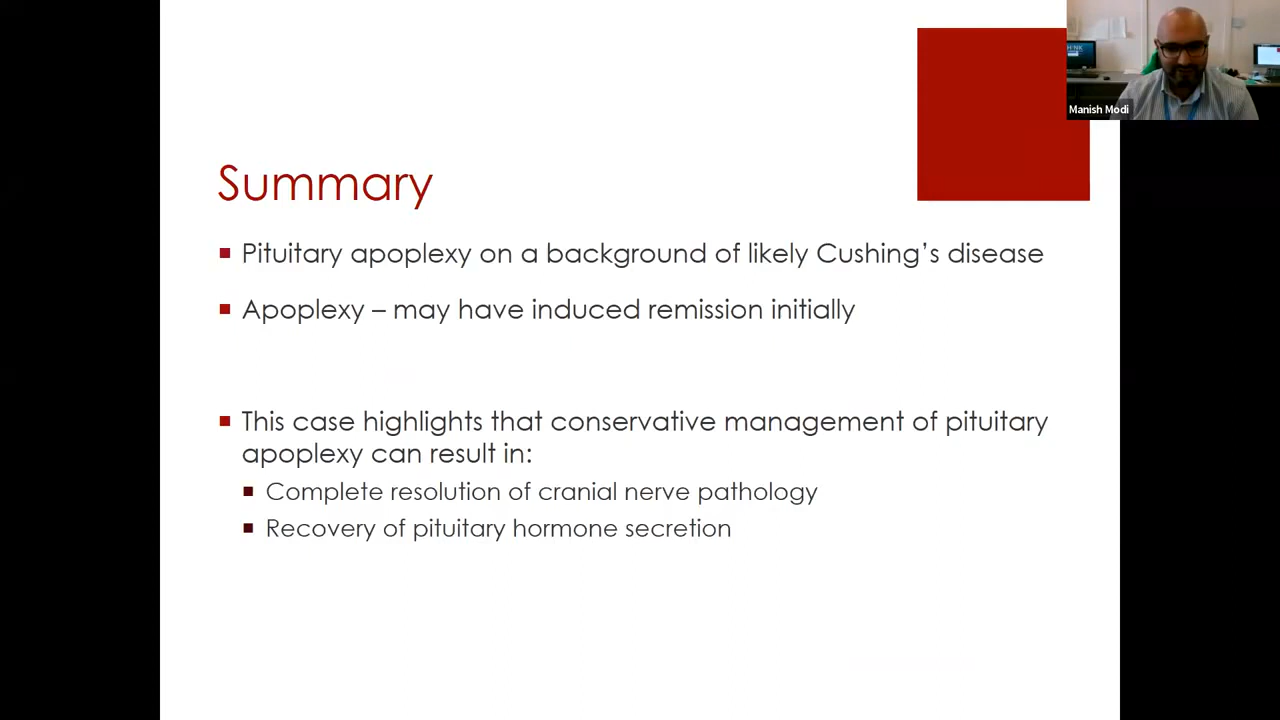 Manish Modi
Summary
Pituitary apoplexy on a background of likely Cushing's disease
Apoplexy – may have induced remission initially
This case highlights that conservative management of pituitary
apoplexy can result in:
Complete resolution of cranial nerve pathology
Recovery of pituitary hormone secretion